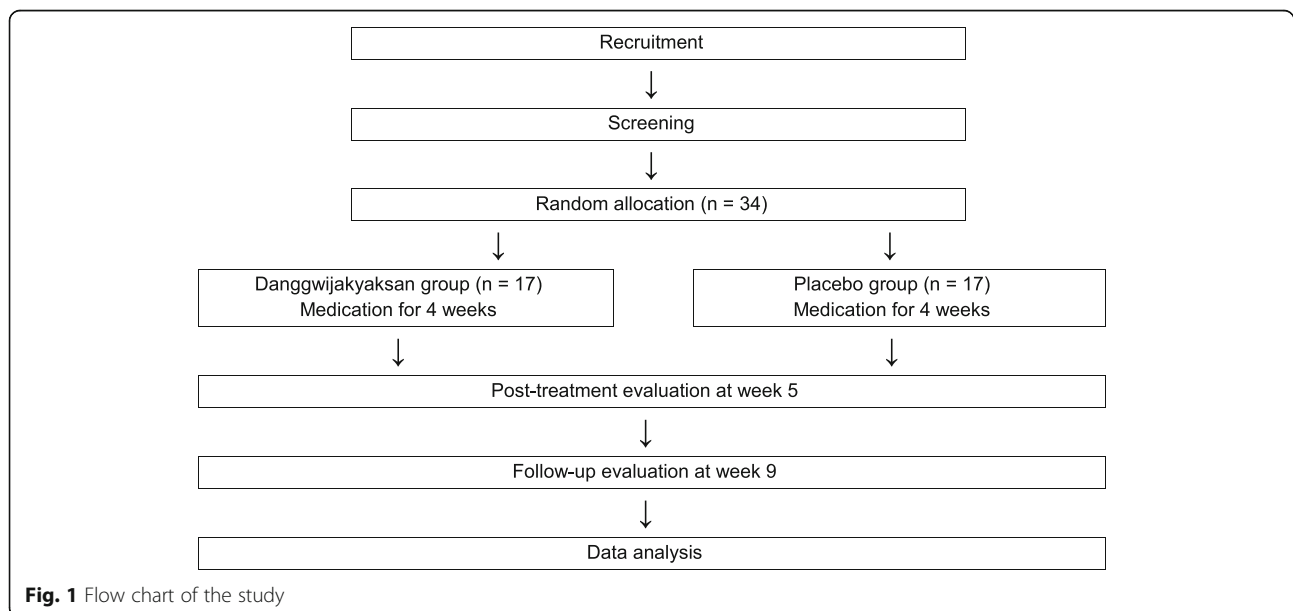 Recruitment
↓
Screening
↓
Random allocation (n = 34)
↓ ↓
Danggwijakyaksan group (n = 17)
Medication for 4 weeks
Placebo group (n = 17)
Medication for 4 weeks
↓ ↓
Post-treatment evaluation at week 5
↓
Follow-up evaluation at week 9
↓
Data analysis
Fig. 1 Flow chart of the study